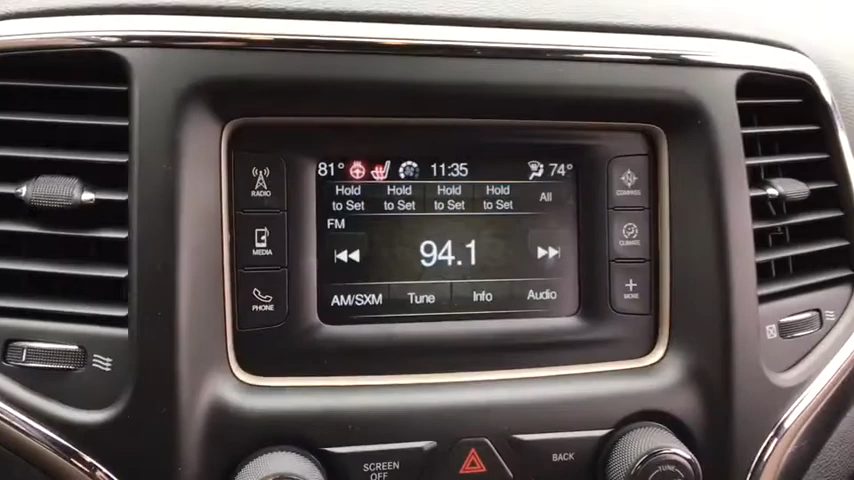 81° 11:35 74°
Hold to Set Hold to Set Hold to Set Hold to Set All
FM
94.1
AM/SXM Tune Info Audio
RADIO
MEDIA
PHONE
COMPASS
CLIMATE
MORE
SCREEN OFF
BACK
TUNE